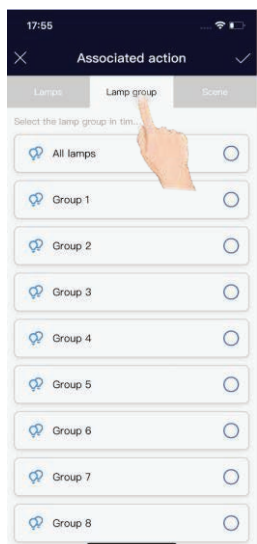 17:55
Associated action
Lamps Lamp group Scene
Select the lamp group in tim...
All lamps
Group 1
Group 2
Group 3
Group 4
Group 5
Group 6
Group 7
Group 8